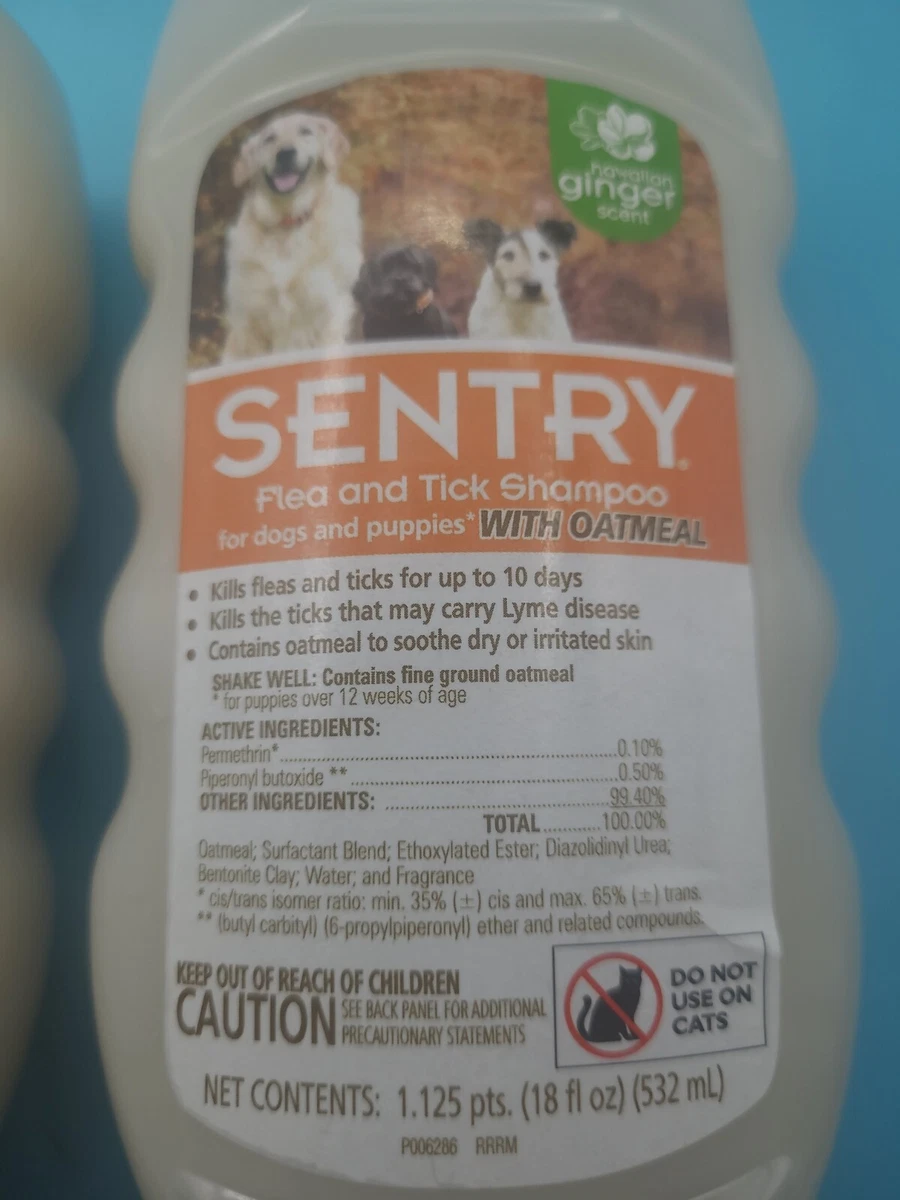 hawaiian
ginger
scent
SENTRY
Flea and Tick Shampoo
for dogs and puppies* WITH OATMEAL
• Kills fleas and ticks for up to 10 days
• Kills the ticks that may carry Lyme disease
• Contains oatmeal to soothe dry or irritated skin
SHAKE WELL: Contains fine ground oatmeal
* for puppies over 12 weeks of age
ACTIVE INGREDIENTS:
Permethrin* ..... 0.10%
Piperonyl butoxide ** ..... 0.50%
OTHER INGREDIENTS: ..... 99.40%
TOTAL ..... 100.00%
Oatmeal; Surfactant Blend; Ethoxylated Ester; Diazolidinyl Urea;
Bentonite Clay; Water; and Fragrance
* cis/trans isomer ratio: min. 35% (±) cis and max. 65% (±) trans.
** (butyl carbityl) (6-propylpiperonyl) ether and related compounds.
KEEP OUT OF REACH OF CHILDREN
CAUTION SEE BACK PANEL FOR ADDITIONAL
PRECAUTIONARY STATEMENTS
DO NOT
USE ON
CATS
NET CONTENTS: 1.125 pts. (18 fl oz) (532 mL)
P006286 RRRM